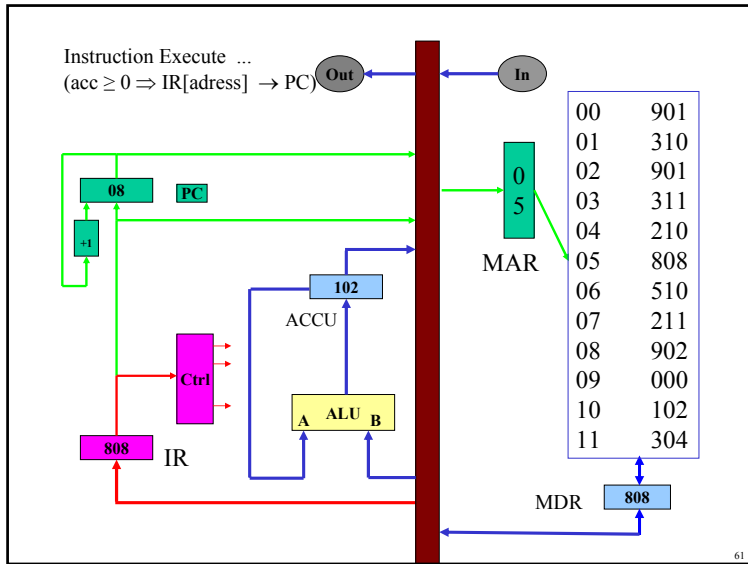 Instruction Execute ...
(acc ≥ 0 ⇒ IR[adress] → PC)
Out
In
08
PC
+1
0
5
MAR
102
ACCU
Ctrl
ALU
A
B
808
IR
00 901
01 310
02 901
03 311
04 210
05 808
06 510
07 211
08 902
09 000
10 102
11 304
MDR
808
61